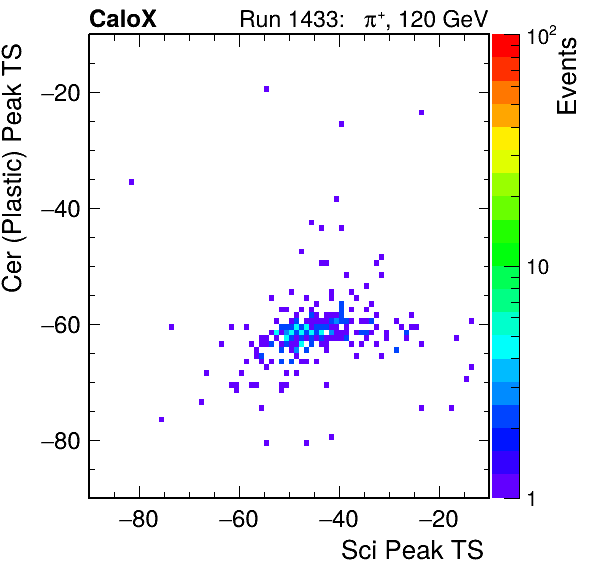 CaloX Run 1433: π⁺, 120 GeV
Cer (Plastic) Peak TS
−20
−40
−60
−80
−80 −60 −40 −20
Sci Peak TS
10²
10
1
Events